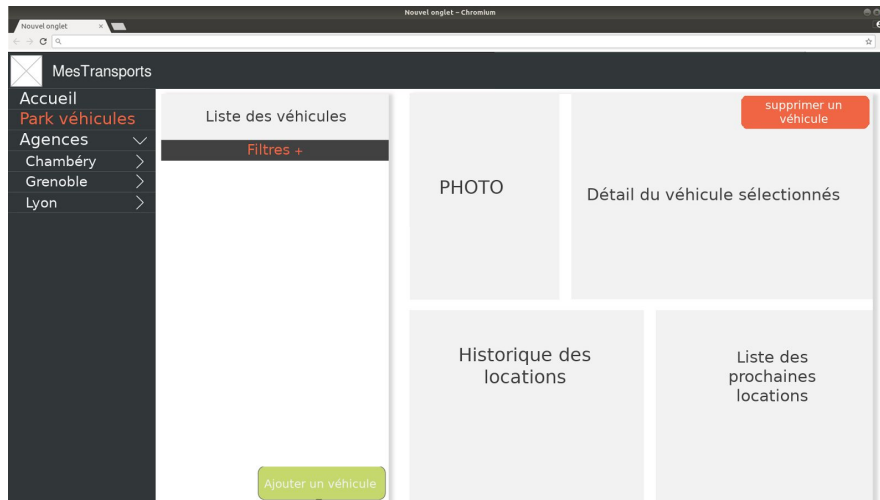 Nouvel onglet - Chromium
Nouvel onglet ×
MesTransports
Accueil
Park véhicules
Agences
Chambéry
Grenoble
Lyon
Liste des véhicules
Filtres +
Ajouter un véhicule
PHOTO
supprimer un
véhicule
Détail du véhicule sélectionnés
Historique des
locations
Liste des
prochaines
locations